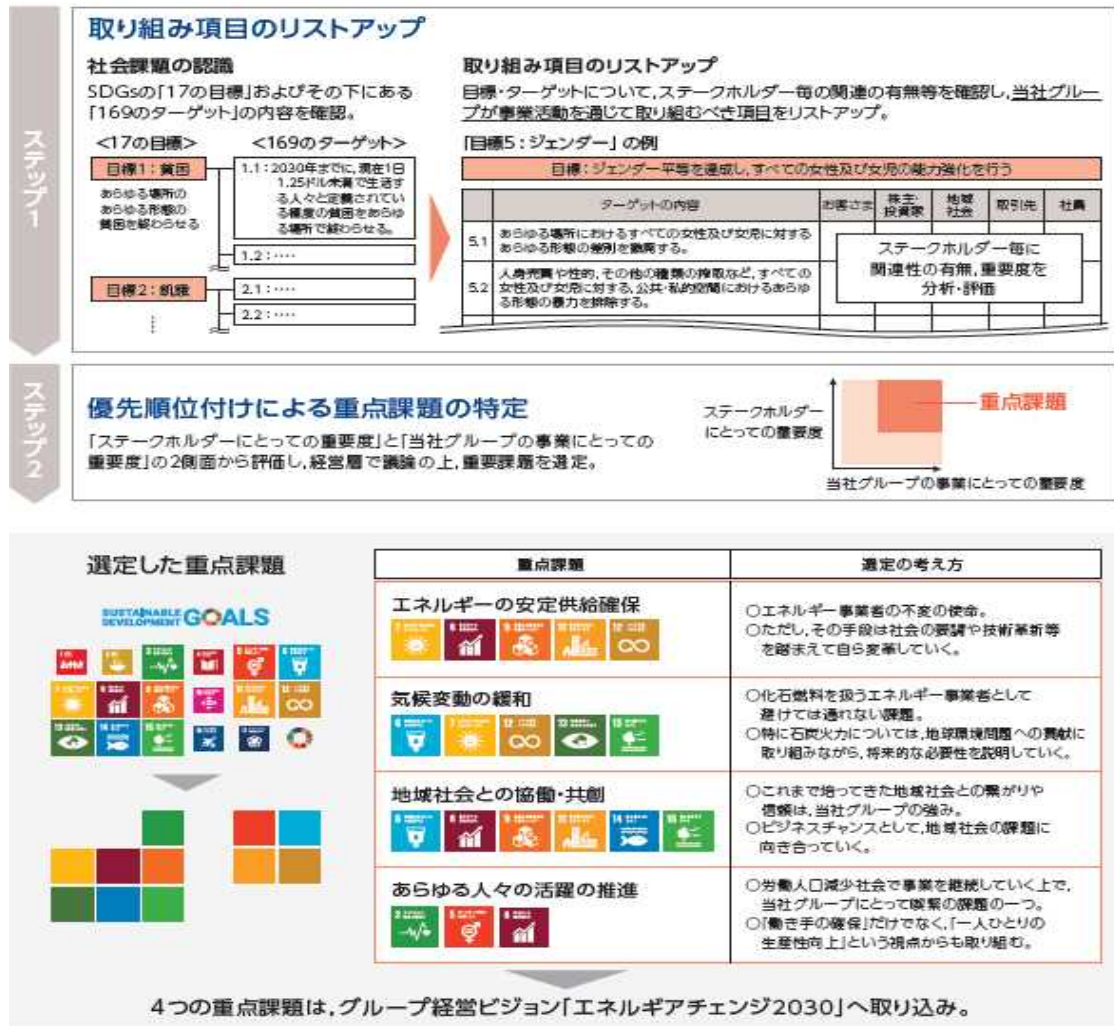 ステップ1
取り組み項目のリストアップ
社会課題の認識
SDGsの「17の目標」およびその下にある
「169のターゲット」の内容を確認。
<17の目標>
<169のターゲット>
目標1:貧困
あらゆる場所の
あらゆる形態の
貧困を終わらせる
1.1:2030年までに,現在1日
1.25ドル未満で生活す
る人々と定義されてい
る極度の貧困をあらゆ
る場所で終わらせる。
1.2:‥‥
目標2:飢餓
2.1:‥‥
2.2:‥‥
取り組み項目のリストアップ
目標・ターゲットについて,ステークホルダー毎の関連の有無等を確認し,当社グルー
プが事業活動を通じて取り組むべき項目をリストアップ。
「目標5:ジェンダー」の例
目標:ジェンダー平等を達成し,すべての女性及び女児の能力強化を行う
ターゲットの内容
お客さま
株主・
投資家
地域
社会
取引先
社員
5.1
あらゆる場所におけるすべての女性及び女児に対する
あらゆる形態の差別を撤廃する。
5.2
人身売買や性的,その他の種類の搾取など,すべての
女性及び女児に対する,公共・私的空間におけるあらゆ
る形態の暴力を排除する。
ステークホルダー毎に
関連性の有無,重要度を
分析・評価
ステップ2
優先順位付けによる重点課題の特定
「ステークホルダーにとっての重要度」と「当社グループの事業にとっての
重要度」の2側面から評価し,経営層で議論の上,重要課題を選定。
ステークホルダー
にとっての重要度
重点課題
当社グループの事業にとっての重要度
選定した重点課題
SUSTAINABLE
DEVELOPMENT GOALS
重点課題
選定の考え方
エネルギーの安定供給確保
○エネルギー事業者の不変の使命。
○ただし,その手段は社会の要請や技術革新等
を踏まえて自ら変革していく。
気候変動の緩和
○化石燃料を扱うエネルギー事業者として
避けては通れない課題。
○特に石炭火力については,地球環境問題への貢献に
取り組みながら,将来的な必要性を説明していく。
地域社会との協働・共創
○これまで培ってきた地域社会との繋がりや
信頼は,当社グループの強み。
○ビジネスチャンスとして,地域社会の課題に
向き合っていく。
あらゆる人々の活躍の推進
○労働人口減少社会で事業を継続していく上で,
当社グループにとって喫緊の課題の一つ。
○「働き手の確保」だけでなく,「一人ひとりの
生産性向上」という視点からも取り組む。
4つの重点課題は,グループ経営ビジョン「エネルギアチェンジ2030」へ取り込み。